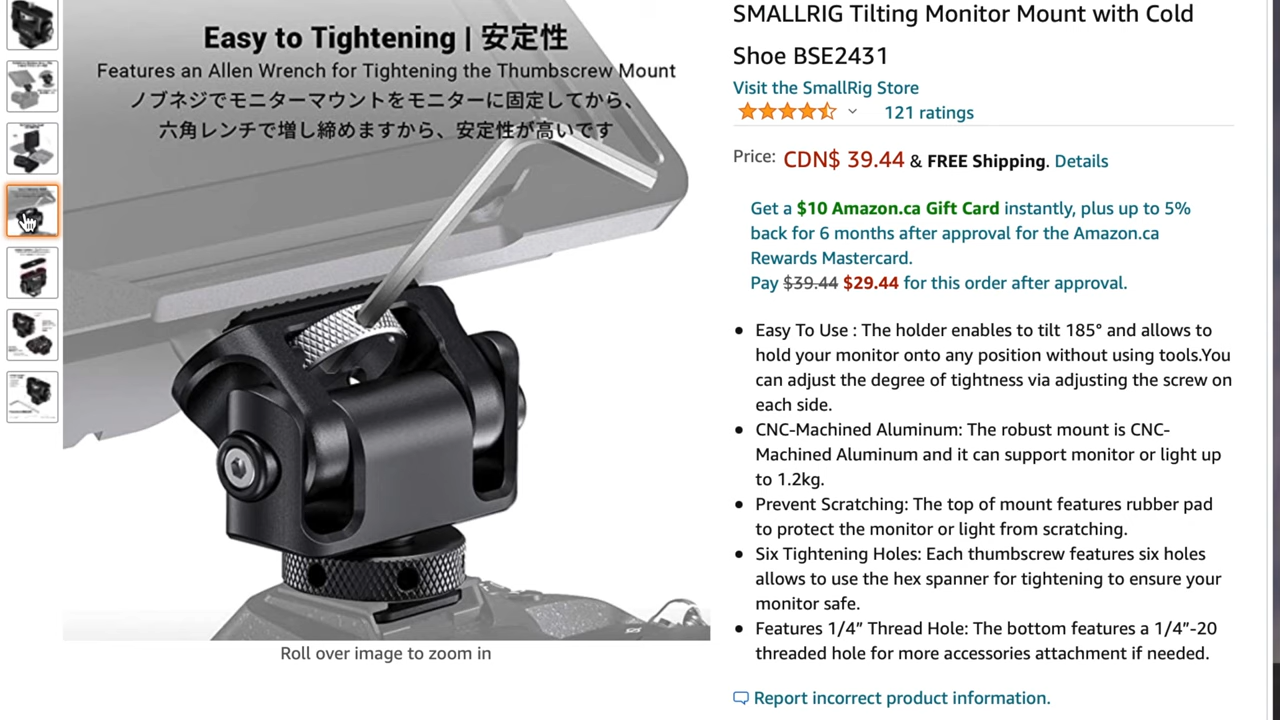 Easy to Tightening | 安定性
Features an Allen Wrench for Tightening the Thumbscrew Mount
ノブネジでモニターマウントをモニターに固定してから、
六角レンチで増し締めますから、安定性が高いです
Roll over image to zoom in
SMALLRIG Tilting Monitor Mount with Cold
Shoe BSE2431
Visit the SmallRig Store
121 ratings
Price: CDN$ 39.44 & FREE Shipping. Details
Get a $10 Amazon.ca Gift Card instantly, plus up to 5%
back for 6 months after approval for the Amazon.ca
Rewards Mastercard.
Pay $39.44 $29.44 for this order after approval.
Easy To Use : The holder enables to tilt 185° and allows to
hold your monitor onto any position without using tools.You
can adjust the degree of tightness via adjusting the screw on
each side.
CNC-Machined Aluminum: The robust mount is CNC-
Machined Aluminum and it can support monitor or light up
to 1.2kg.
Prevent Scratching: The top of mount features rubber pad
to protect the monitor or light from scratching.
Six Tightening Holes: Each thumbscrew features six holes
allows to use the hex spanner for tightening to ensure your
monitor safe.
Features 1/4” Thread Hole: The bottom features a 1/4”-20
threaded hole for more accessories attachment if needed.
Report incorrect product information.